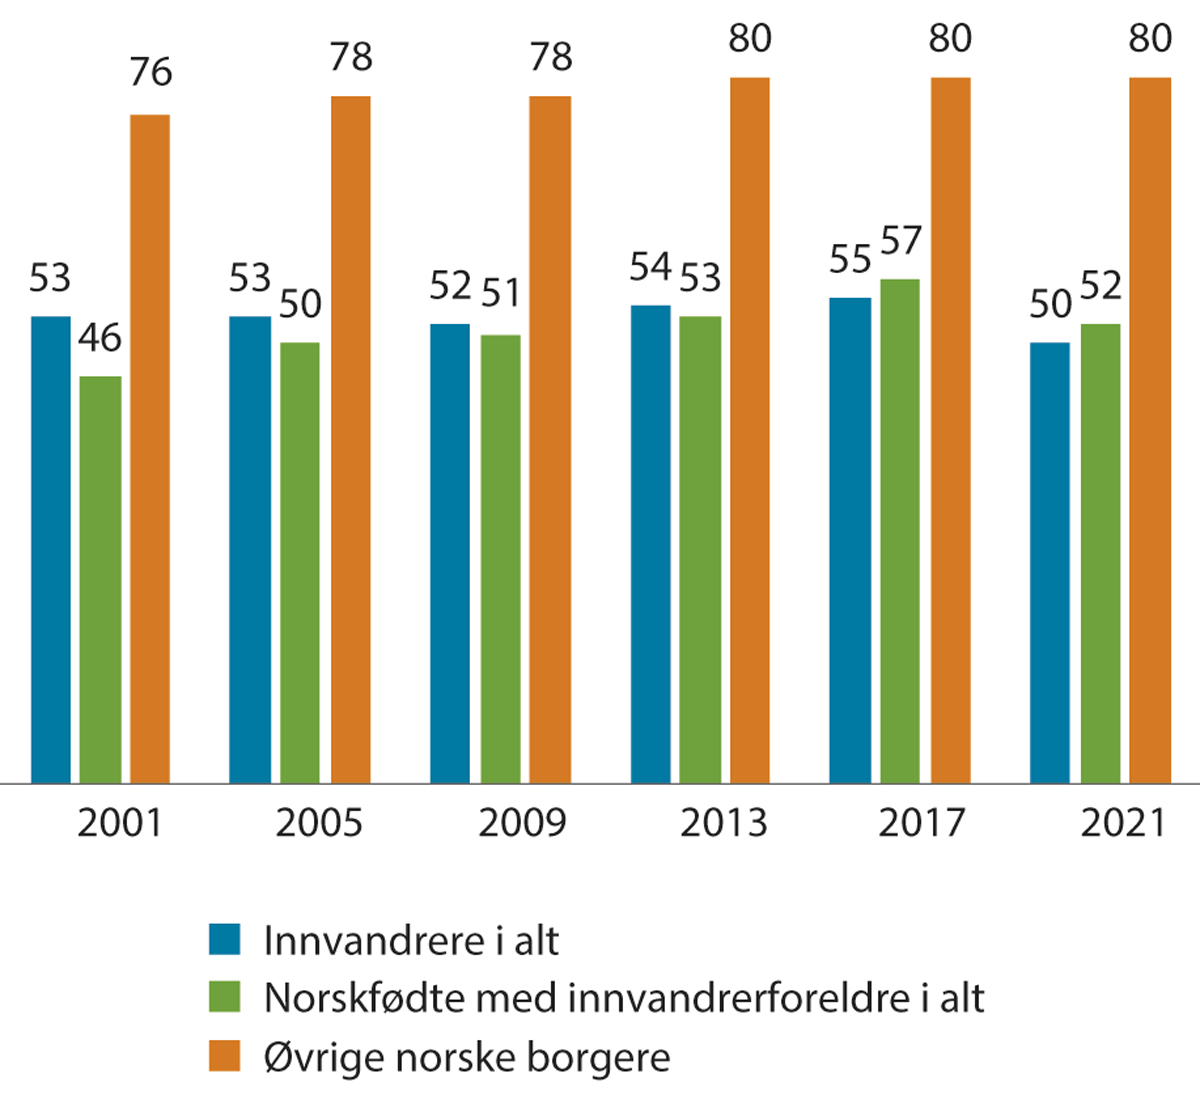 76 78 78 80 80 80
53 46 53 50 52 51 54 53 55 57 50 52
2001 2005 2009 2013 2017 2021
Innvandrere i alt
Norskfødte med innvandrerforeldre i alt
Øvrige norske borgere